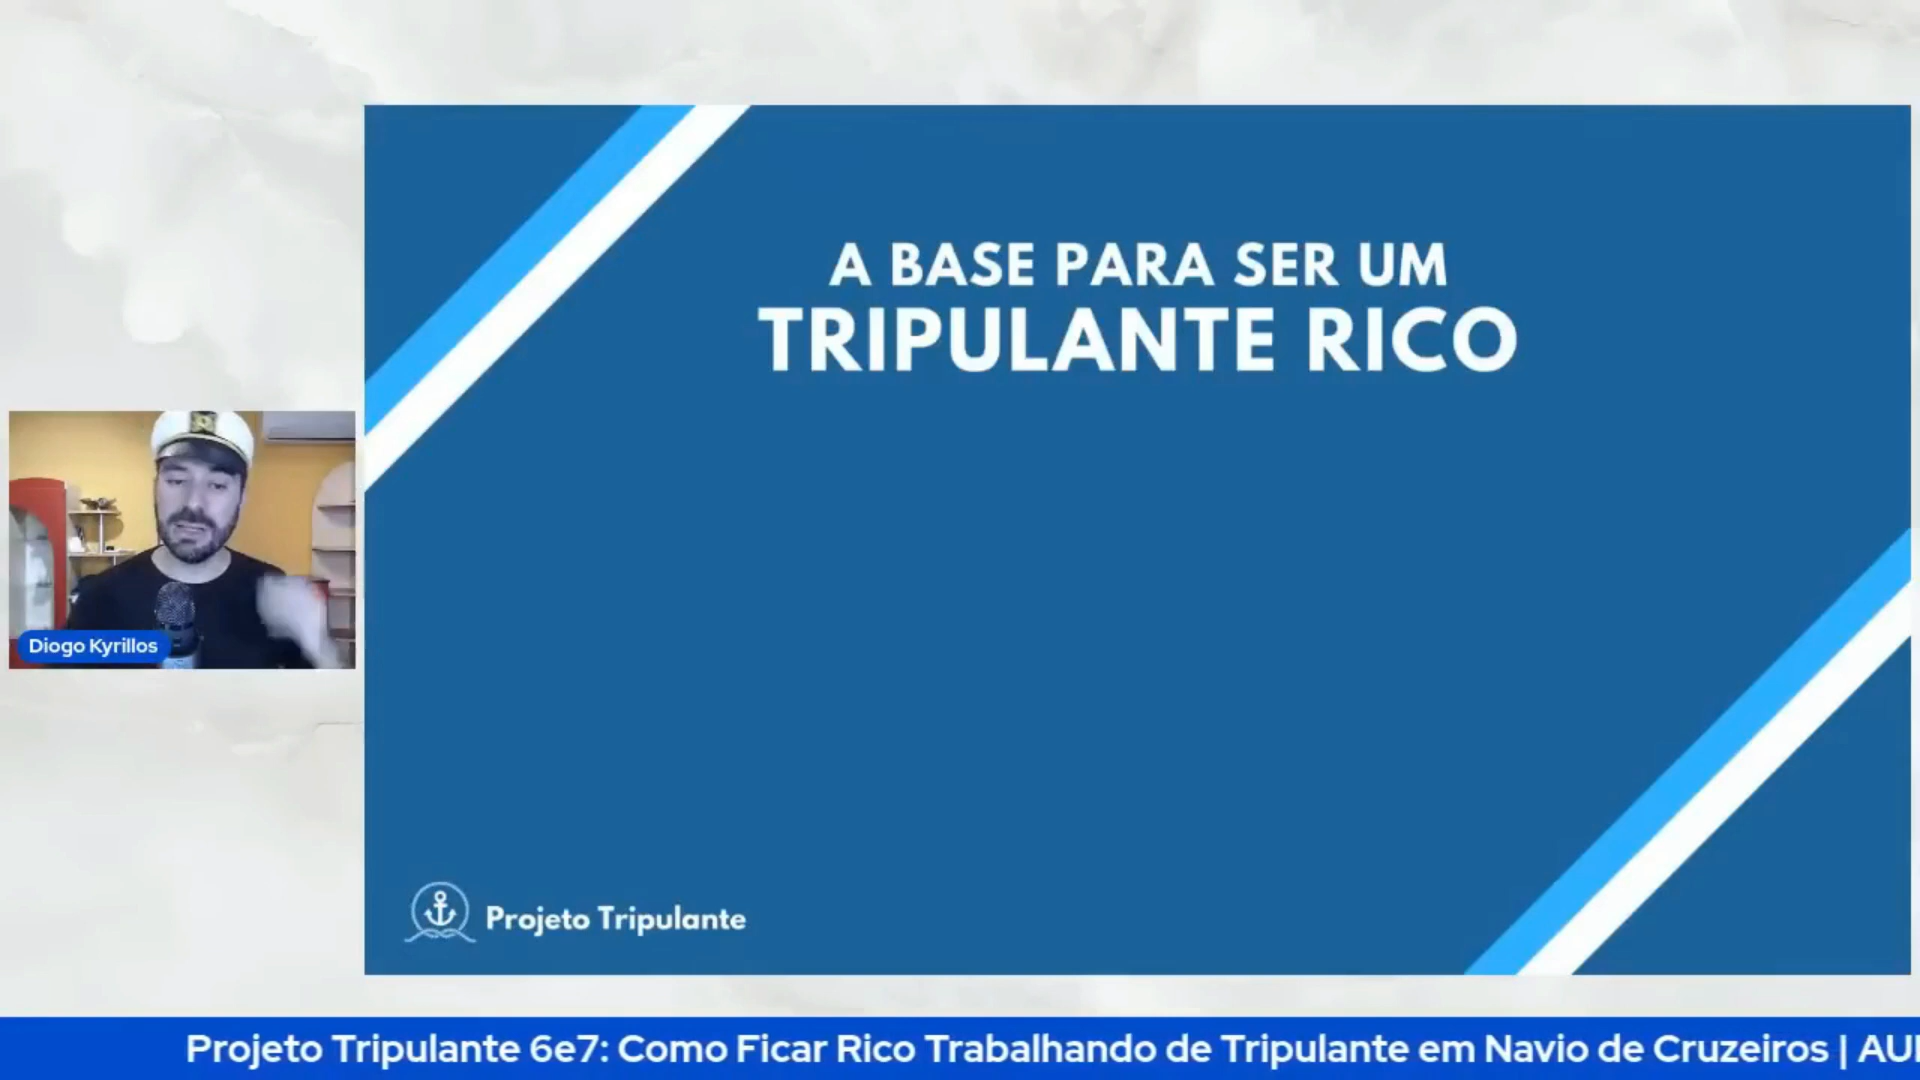 A BASE PARA SER UM
TRIPULANTE RICO
Diogo Kyrillos
Projeto Tripulante
Projeto Tripulante 6e7: Como Ficar Rico Trabalhando de Tripulante em Navio de Cruzeiros |